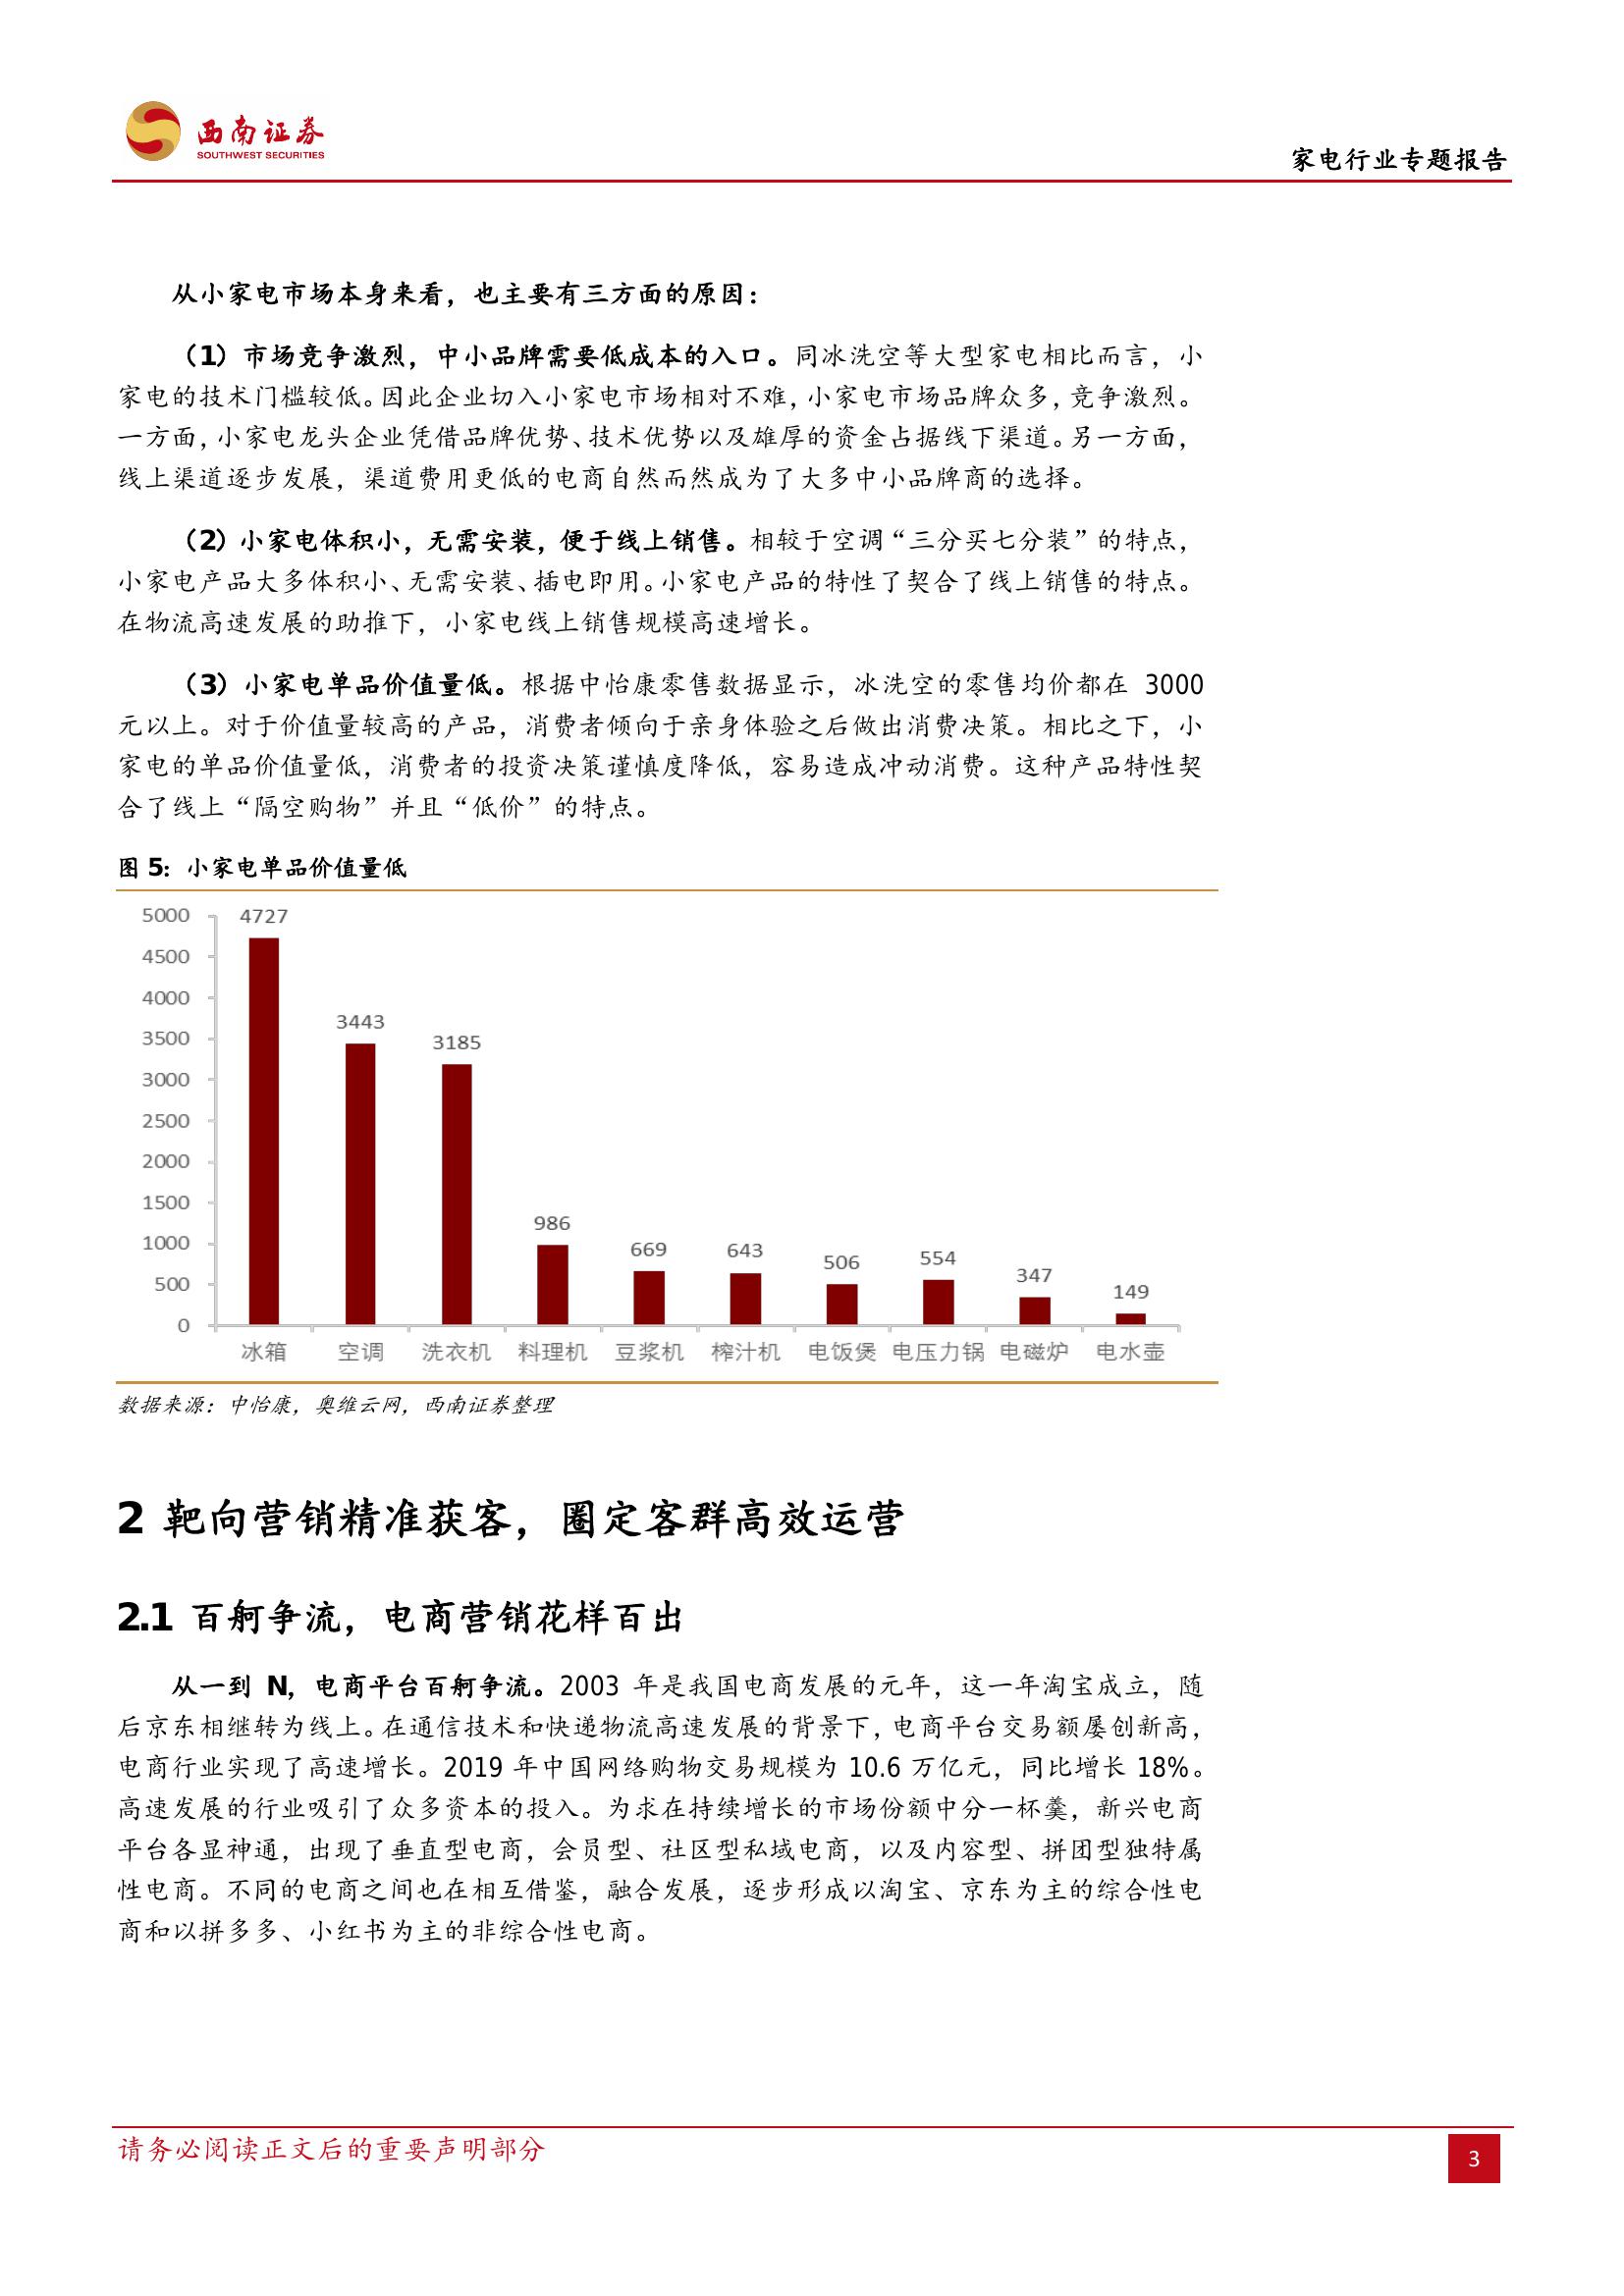 西南证券
SOUTHWEST SECURITIES
家电行业专题报告
从小家电市场本身来看，也主要有三方面的原因：
（1）市场竞争激烈，中小品牌需要低成本的入口。同冰洗空等大型家电相比而言，小
家电的技术门槛较低。因此企业切入小家电市场相对不难，小家电市场品牌众多，竞争激烈。
一方面，小家电龙头企业凭借品牌优势、技术优势以及雄厚的资金占据线下渠道。另一方面，
线上渠道逐步发展，渠道费用更低的电商自然而然成为了大多中小品牌商的选择。
（2）小家电体积小，无需安装，便于线上销售。相较于空调“三分买七分装”的特点，
小家电产品大多体积小、无需安装、插电即用。小家电产品的特性了契合了线上销售的特点。
在物流高速发展的助推下，小家电线上销售规模高速增长。
（3）小家电单品价值量低。根据中怡康零售数据显示，冰洗空的零售均价都在 3000
元以上。对于价值量较高的产品，消费者倾向于亲身体验之后做出消费决策。相比之下，小
家电的单品价值量低，消费者的投资决策谨慎度降低，容易造成冲动消费。这种产品特性契
合了线上“隔空购物”并且“低价”的特点。
图 5：小家电单品价值量低
5000
4500
4000
3500
3000
2500
2000
1500
1000
500
0
4727
3443
3185
986
669
643
506
554
347
149
冰箱 空调 洗衣机 料理机 豆浆机 榨汁机 电饭煲 电压力锅 电磁炉 电水壶
数据来源：中怡康，奥维云网，西南证券整理
2 靶向营销精准获客，圈定客群高效运营
2.1 百舸争流，电商营销花样百出
从一到 N，电商平台百舸争流。2003 年是我国电商发展的元年，这一年淘宝成立，随
后京东相继转为线上。在通信技术和快递物流高速发展的背景下，电商平台交易额屡创新高，
电商行业实现了高速增长。2019 年中国网络购物交易规模为 10.6 万亿元，同比增长 18%。
高速发展的行业吸引了众多资本的投入。为求在持续增长的市场份额中分一杯羹，新兴电商
平台各显神通，出现了垂直型电商，会员型、社区型私域电商，以及内容型、拼团型独特属
性电商。不同的电商之间也在相互借鉴，融合发展，逐步形成以淘宝、京东为主的综合性电
商和以拼多多、小红书为主的非综合性电商。
请务必阅读正文后的重要声明部分
3